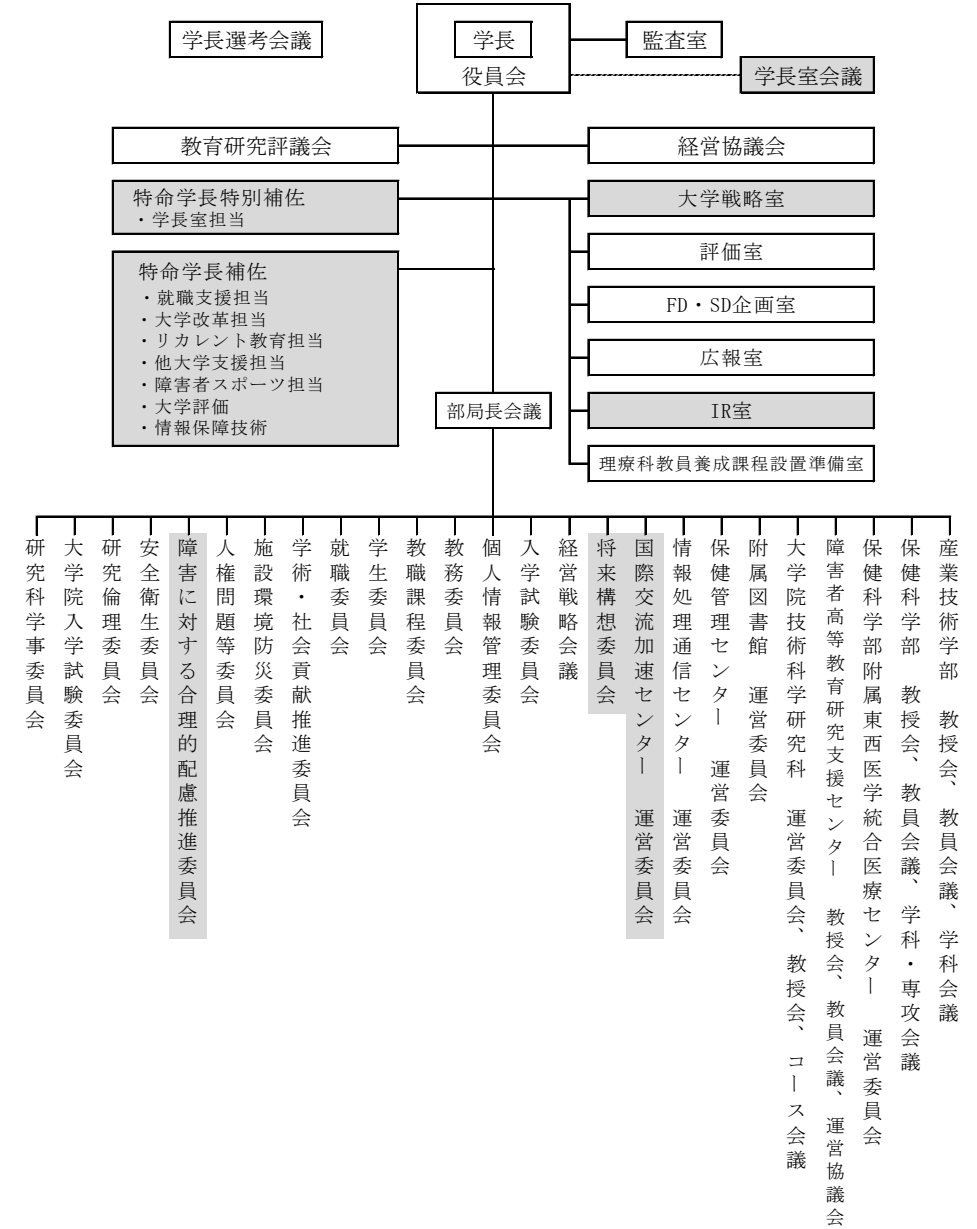 学長選考会議
学長
監査室
役員会
学長室会議
教育研究評議会
経営協議会
特命学長特別補佐
・学長室担当
大学戦略室
特命学長補佐
・就職支援担当
・大学改革担当
・リカレント教育担当
・他大学支援担当
・障害者スポーツ担当
・大学評価
・情報保障技術
評価室
FD・SD企画室
広報室
部局長会議
IR室
理療科教員養成課程設置準備室
産業技術学部 教授会、教員会議、学科会議
保健科学部 教授会、教員会議、学科・専攻会議
保健科学部附属東西医学統合医療センター 運営委員会
障害者高等教育研究支援センター 教授会、教員会議、運営協議会
大学院技術科学研究科 運営委員会、教授会、コース会議
附属図書館 運営委員会
保健管理センター 運営委員会
情報処理通信センター 運営委員会
国際交流加速センター 運営委員会
将来構想委員会
経営戦略会議
入学試験委員会
個人情報管理委員会
教務委員会
教職課程委員会
学生委員会
就職委員会
学術・社会貢献推進委員会
施設環境防災委員会
人権問題等委員会
障害に対する合理的配慮推進委員会
安全衛生委員会
研究倫理委員会
大学院入学試験委員会
研究科学事委員会